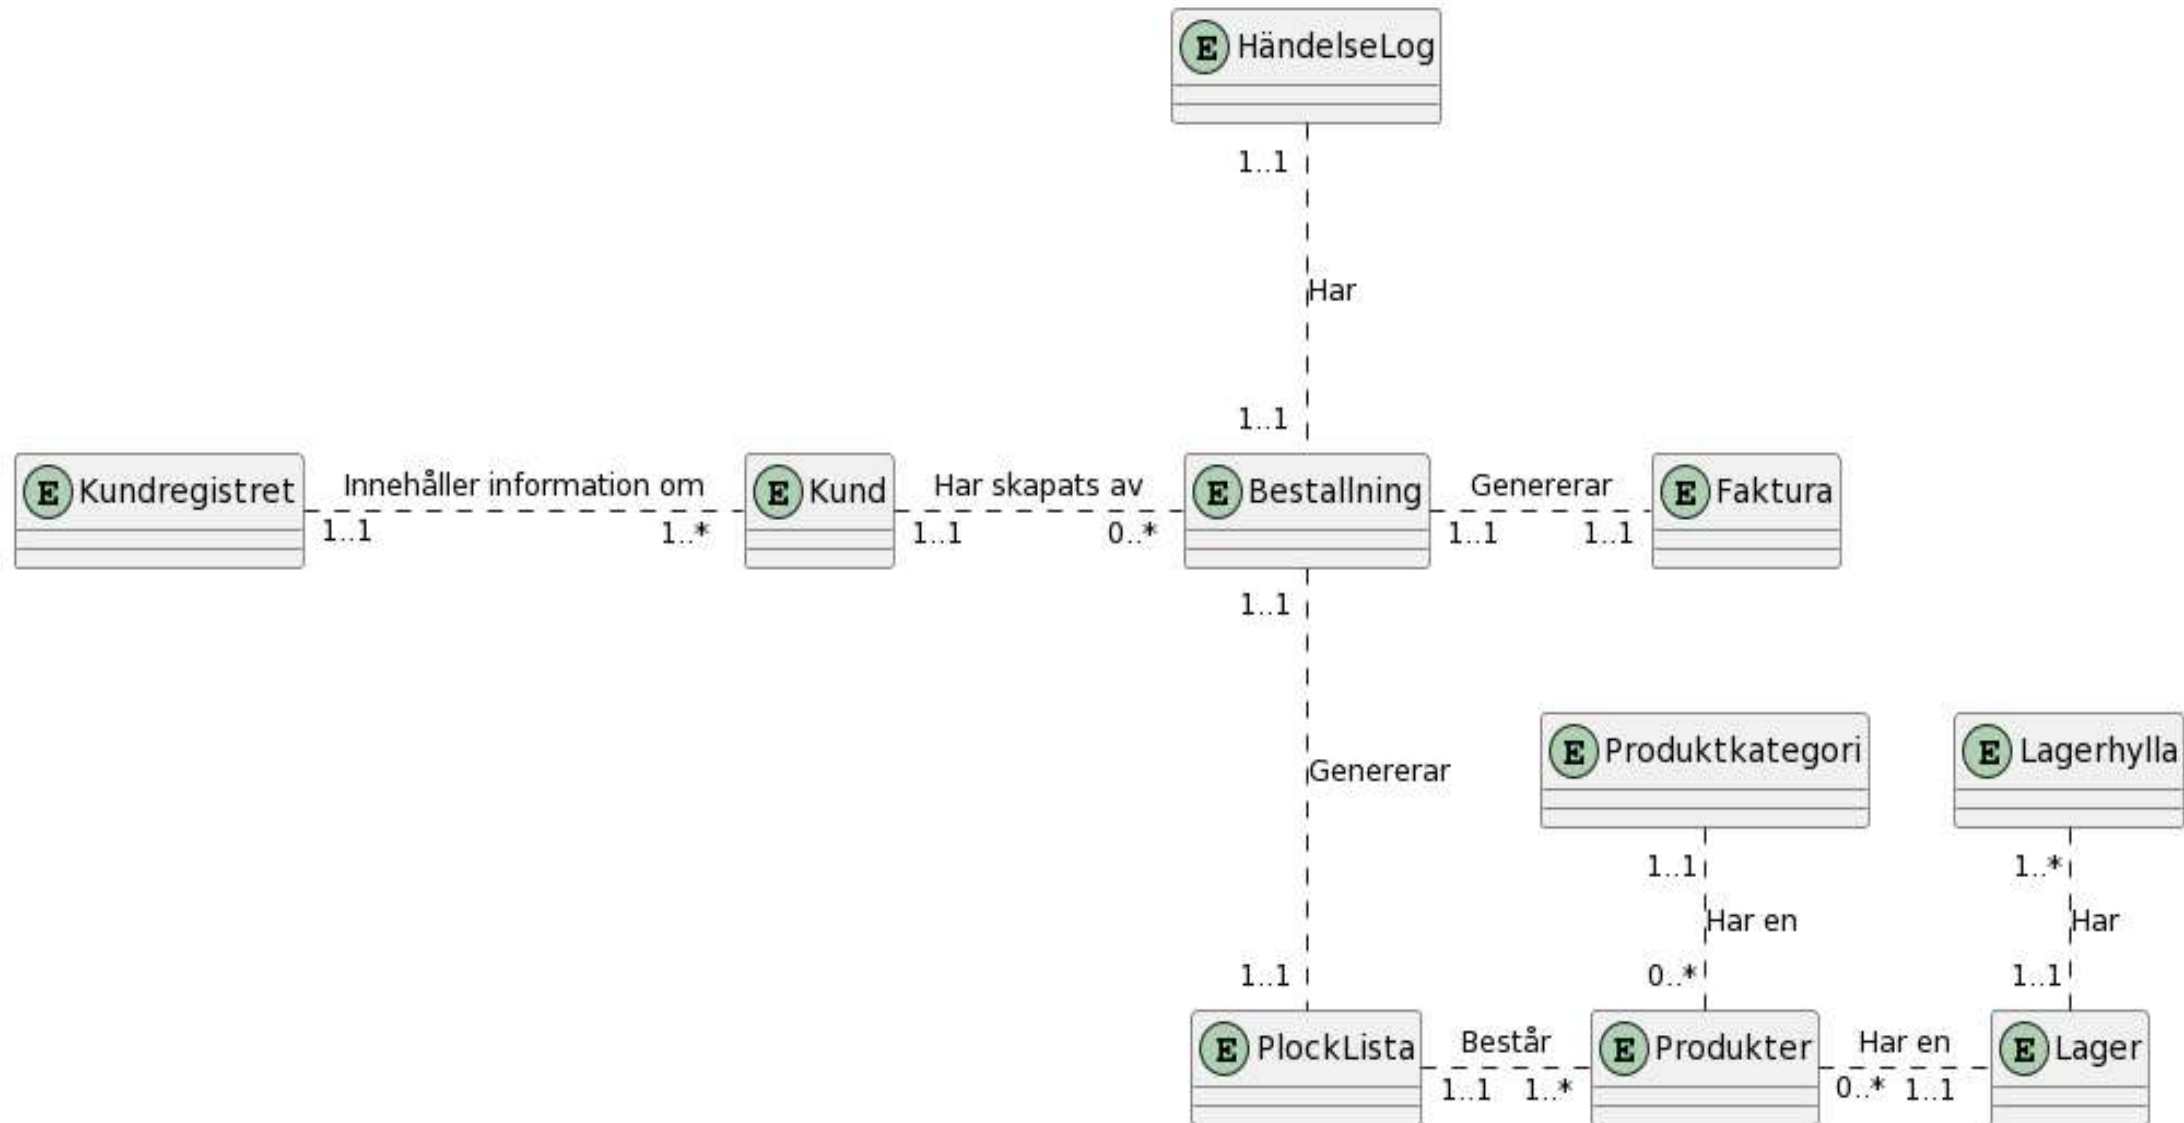 E HändelseLog
1..1
Har
1..1
E Kundregistret
Innehåller information om
1..1
1..*
E Kund
Har skapats av
1..1
0..*
E Bestallning
Genererar
1..1
1..1
E Faktura
1..1
Genererar
1..1
E Produktkategori
E Lagerhylla
1..1
1..*
Har en
Har
0..*
1..1
E PlockLista
Består
1..1
1..*
E Produkter
Har en
0..*
1..1
E Lager